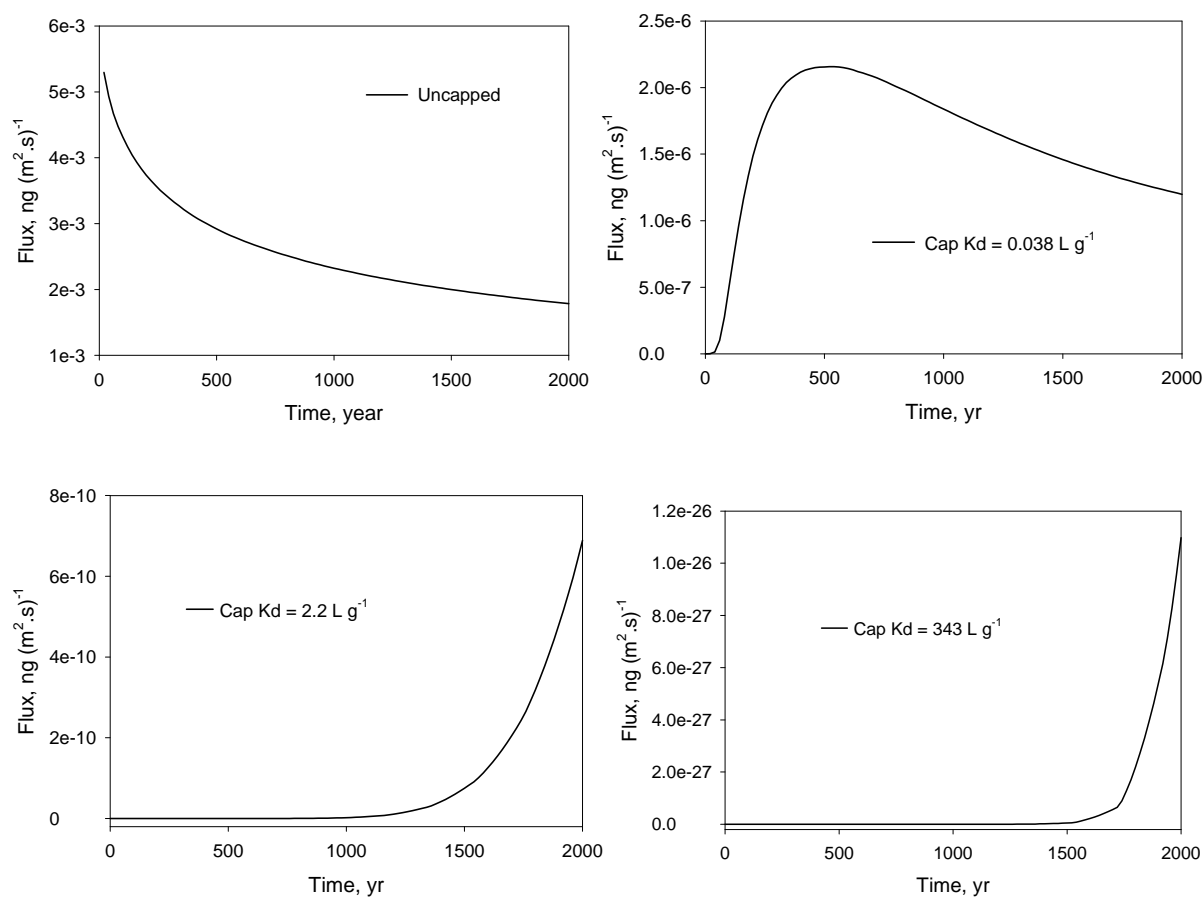 6e-3
5e-3
4e-3
3e-3
2e-3
1e-3
Flux, ng (m².s)⁻¹
Uncapped
0 500 1000 1500 2000
Time, year
2.5e-6
2.0e-6
1.5e-6
1.0e-6
5.0e-7
0.0
Flux, ng (m².s)⁻¹
Cap Kd = 0.038 L g⁻¹
0 500 1000 1500 2000
Time, yr
8e-10
6e-10
4e-10
2e-10
0
Flux, ng (m².s)⁻¹
Cap Kd = 2.2 L g⁻¹
0 500 1000 1500 2000
Time, yr
1.2e-26
1.0e-26
8.0e-27
6.0e-27
4.0e-27
2.0e-27
0.0
Flux, ng (m².s)⁻¹
Cap Kd = 343 L g⁻¹
0 500 1000 1500 2000
Time, yr